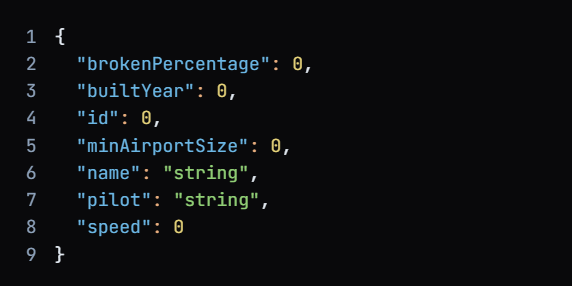 1 {
2 "brokenPercentage": 0,
3 "builtYear": 0,
4 "id": 0,
5 "minAirportSize": 0,
6 "name": "string",
7 "pilot": "string",
8 "speed": 0
9 }